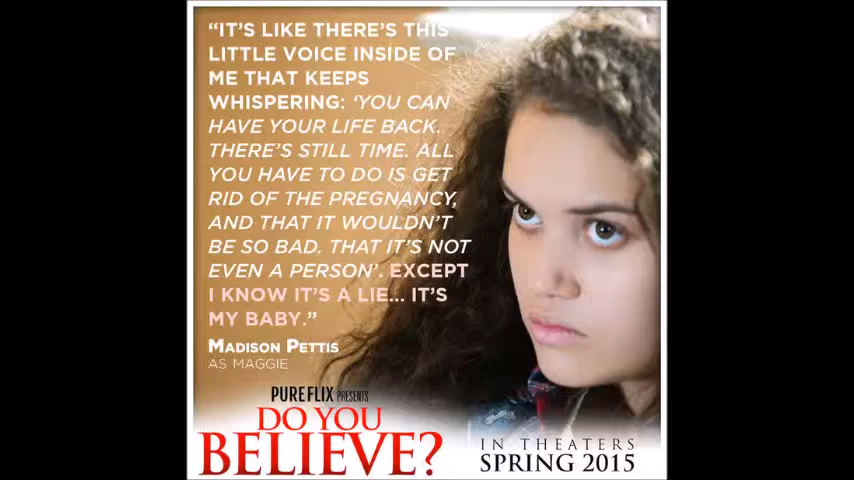 “IT’S LIKE THERE’S THIS
LITTLE VOICE INSIDE OF
ME THAT KEEPS
WHISPERING: ‘YOU CAN
HAVE YOUR LIFE BACK.
THERE’S STILL TIME. ALL
YOU HAVE TO DO IS GET
RID OF THE PREGNANCY,
AND THAT IT WOULDN’T
BE SO BAD. THAT IT’S NOT
EVEN A PERSON’. EXCEPT
I KNOW IT’S A LIE... IT’S
MY BABY.”
MADISON PETTIS
AS MAGGIE
PURE FLIX PRESENTS
DO YOU
BELIEVE?
IN THEATERS
SPRING 2015